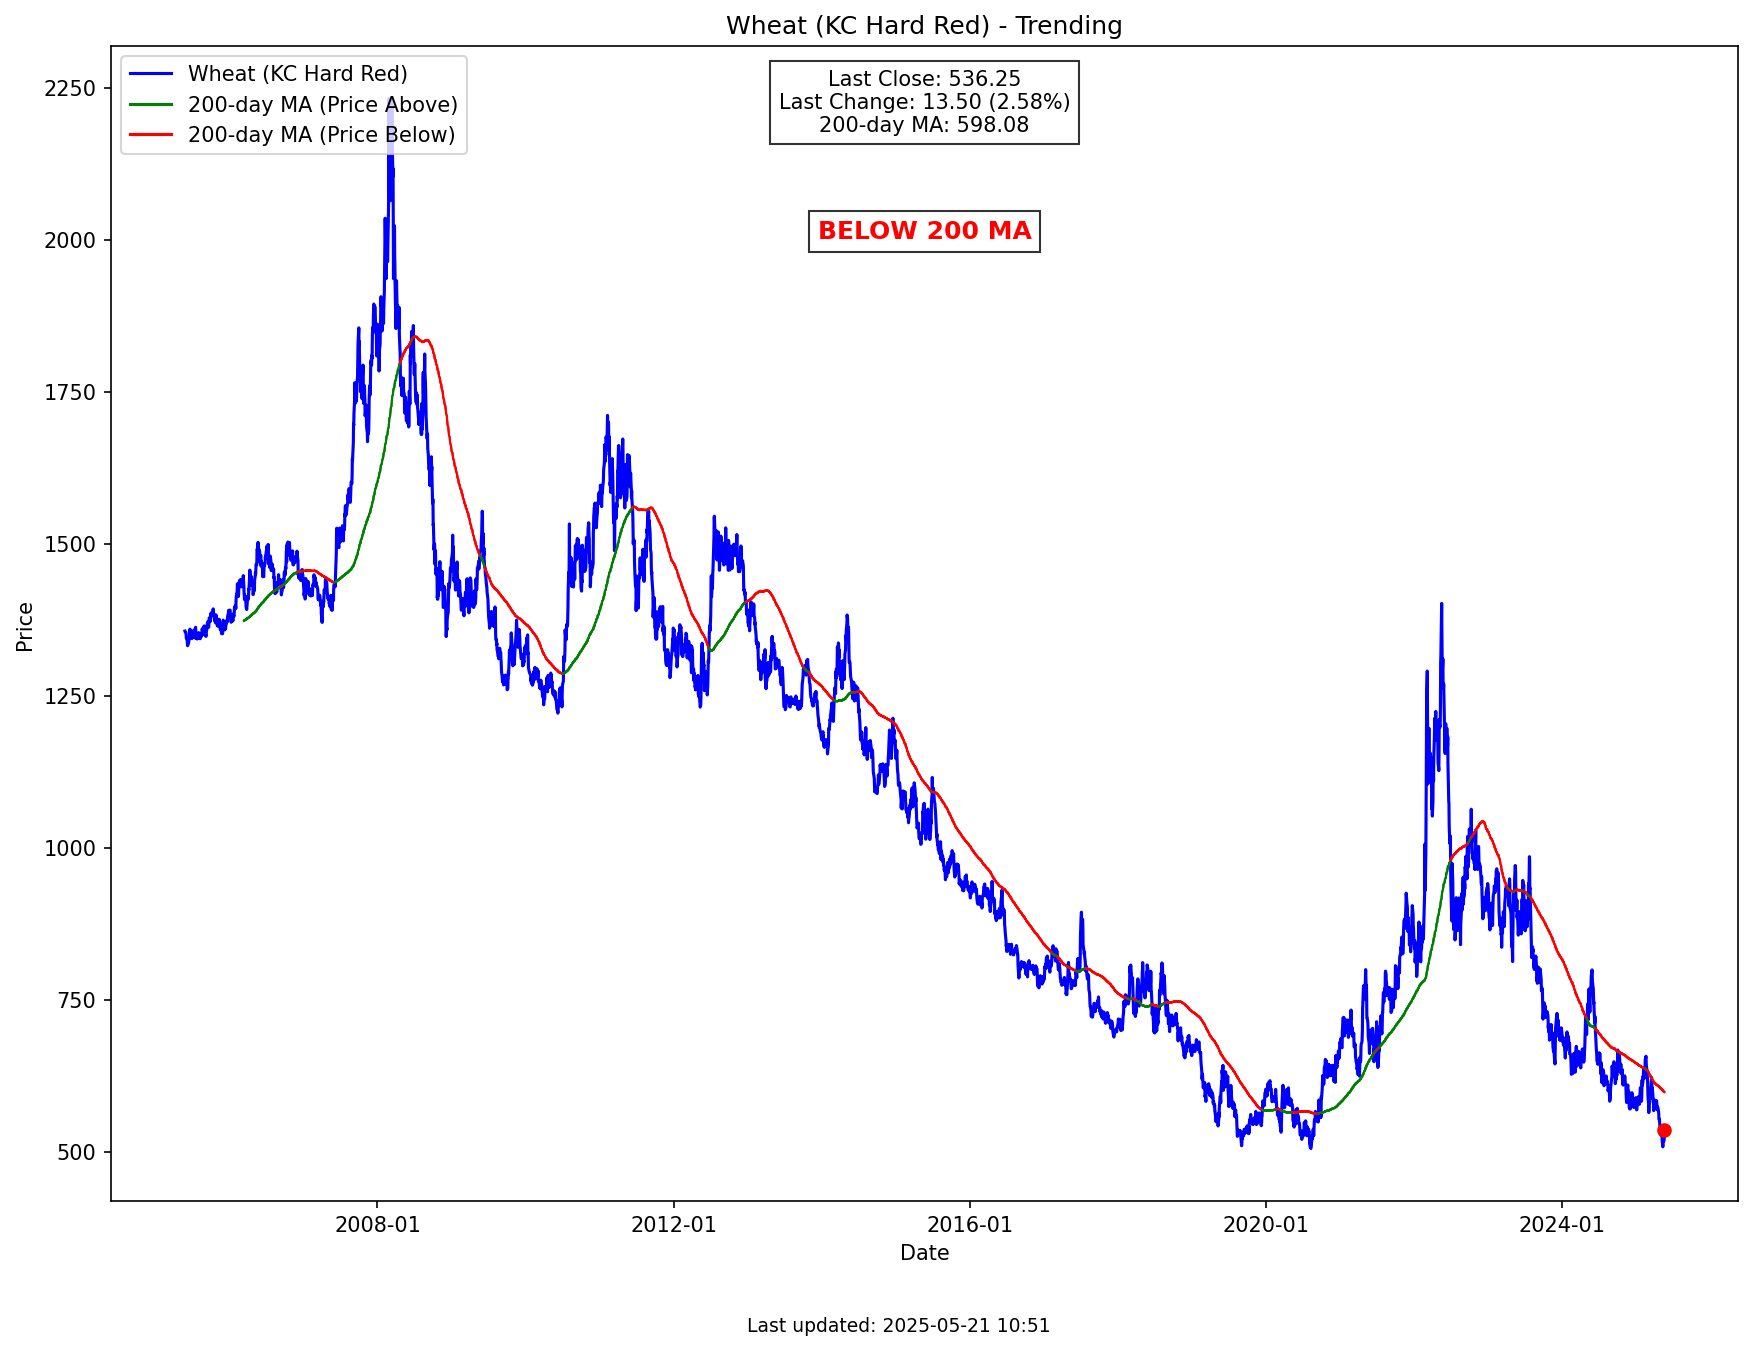 Wheat (KC Hard Red) - Trending
Wheat (KC Hard Red)
200-day MA (Price Above)
200-day MA (Price Below)
Last Close: 536.25
Last Change: 13.50 (2.58%)
200-day MA: 598.08
BELOW 200 MA
Price
2250
2000
1750
1500
1250
1000
750
500
2008-01
2012-01
2016-01
2020-01
2024-01
Date
Last updated: 2025-05-21 10:51